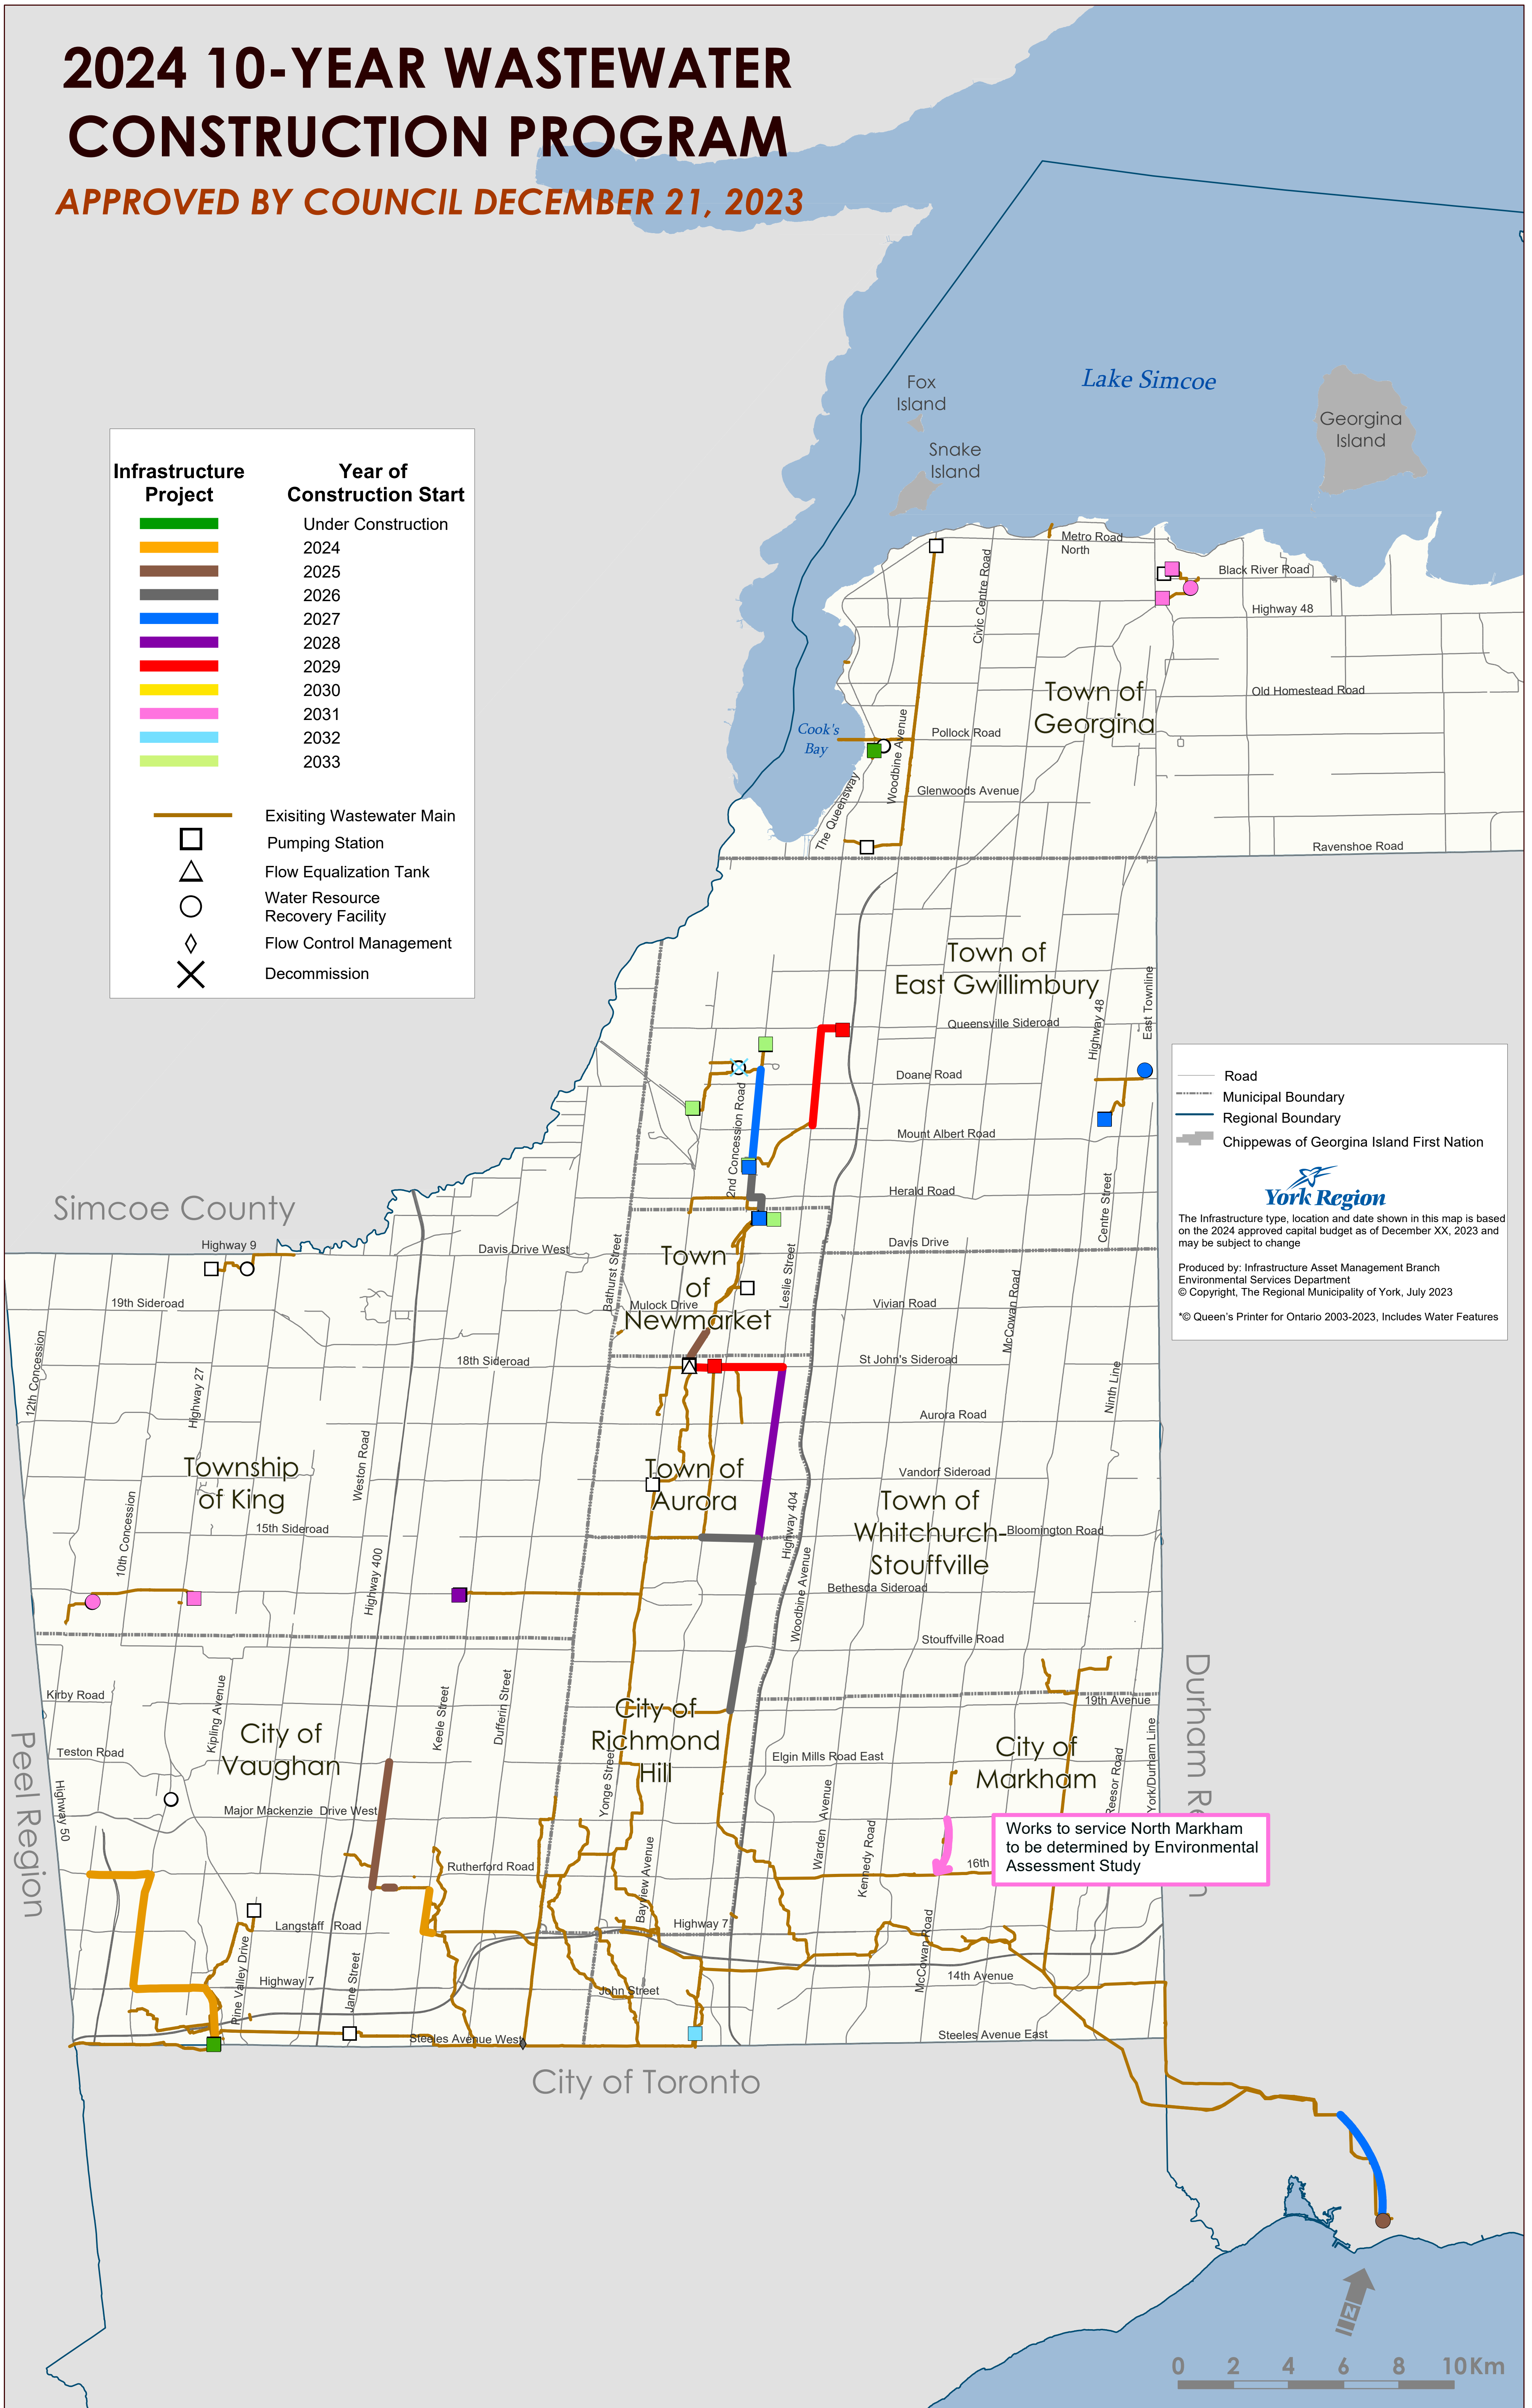 2024 10-YEAR WASTEWATER
CONSTRUCTION PROGRAM
APPROVED BY COUNCIL DECEMBER 21, 2023
Infrastructure
Project
Year of
Construction Start
Under Construction
2024
2025
2026
2027
2028
2029
2030
2031
2032
2033
Exisiting Wastewater Main
Pumping Station
Flow Equalization Tank
Water Resource
Recovery Facility
Flow Control Management
Decommission
Lake Simcoe
Fox
Island
Snake
Island
Georgina
Island
Metro Road
North
Black River Road
Highway 48
Civic Centre Road
Town of
Georgina
Old Homestead Road
Cook's
Bay
Woodbine Avenue
Pollock Road
The Queensway
Glenwoods Avenue
Ravenshoe Road
Town of
East Gwillimbury
Queensville Sideroad
Highway 48
East Townline
Doane Road
2nd Concession Road
Mount Albert Road
Herald Road
Centre Street
Road
Municipal Boundary
Regional Boundary
Chippewas of Georgina Island First Nation
York Region
The Infrastructure type, location and date shown in this map is based
on the 2024 approved capital budget as of December XX, 2023 and
may be subject to change
Produced by: Infrastructure Asset Management Branch
Environmental Services Department
© Copyright, The Regional Municipality of York, July 2023
*© Queen's Printer for Ontario 2003-2023, Includes Water Features
Simcoe County
Highway 9
Davis Drive West
Davis Drive
Bathurst Street
Town
of
Newmarket
Leslie Street
Mulock Drive
19th Sideroad
Vivian Road
McCowan Road
12th Concession
Highway 27
18th Sideroad
St John's Sideroad
Ninth Line
Aurora Road
Weston Road
Township
of King
Town of
Aurora
Vandorf Sideroad
Town of
Whitchurch-
Stouffville
10th Concession
15th Sideroad
Highway 404
Bloomington Road
Highway 400
Woodbine Avenue
Bethesda Sideroad
Stouffville Road
Kirby Road
Kipling Avenue
Keele Street
Dufferin Street
City of
Richmond
Hill
19th Avenue
City of
Vaughan
Teston Road
Yonge Street
Elgin Mills Road East
City of
Markham
Reesor Road
York/Durham Line
Peel Region
Highway 50
Major Mackenzie Drive West
Warden Avenue
Kennedy Road
Works to service North Markham
to be determined by Environmental
Assessment Study
Rutherford Road
Bayview Avenue
16th
Langstaff Road
Highway 7
McCowan Road
Pine Valley Drive
Highway 7
Jane Street
John Street
14th Avenue
Steeles Avenue West
Steeles Avenue East
City of Toronto
N
0 2 4 6 8 10 Km